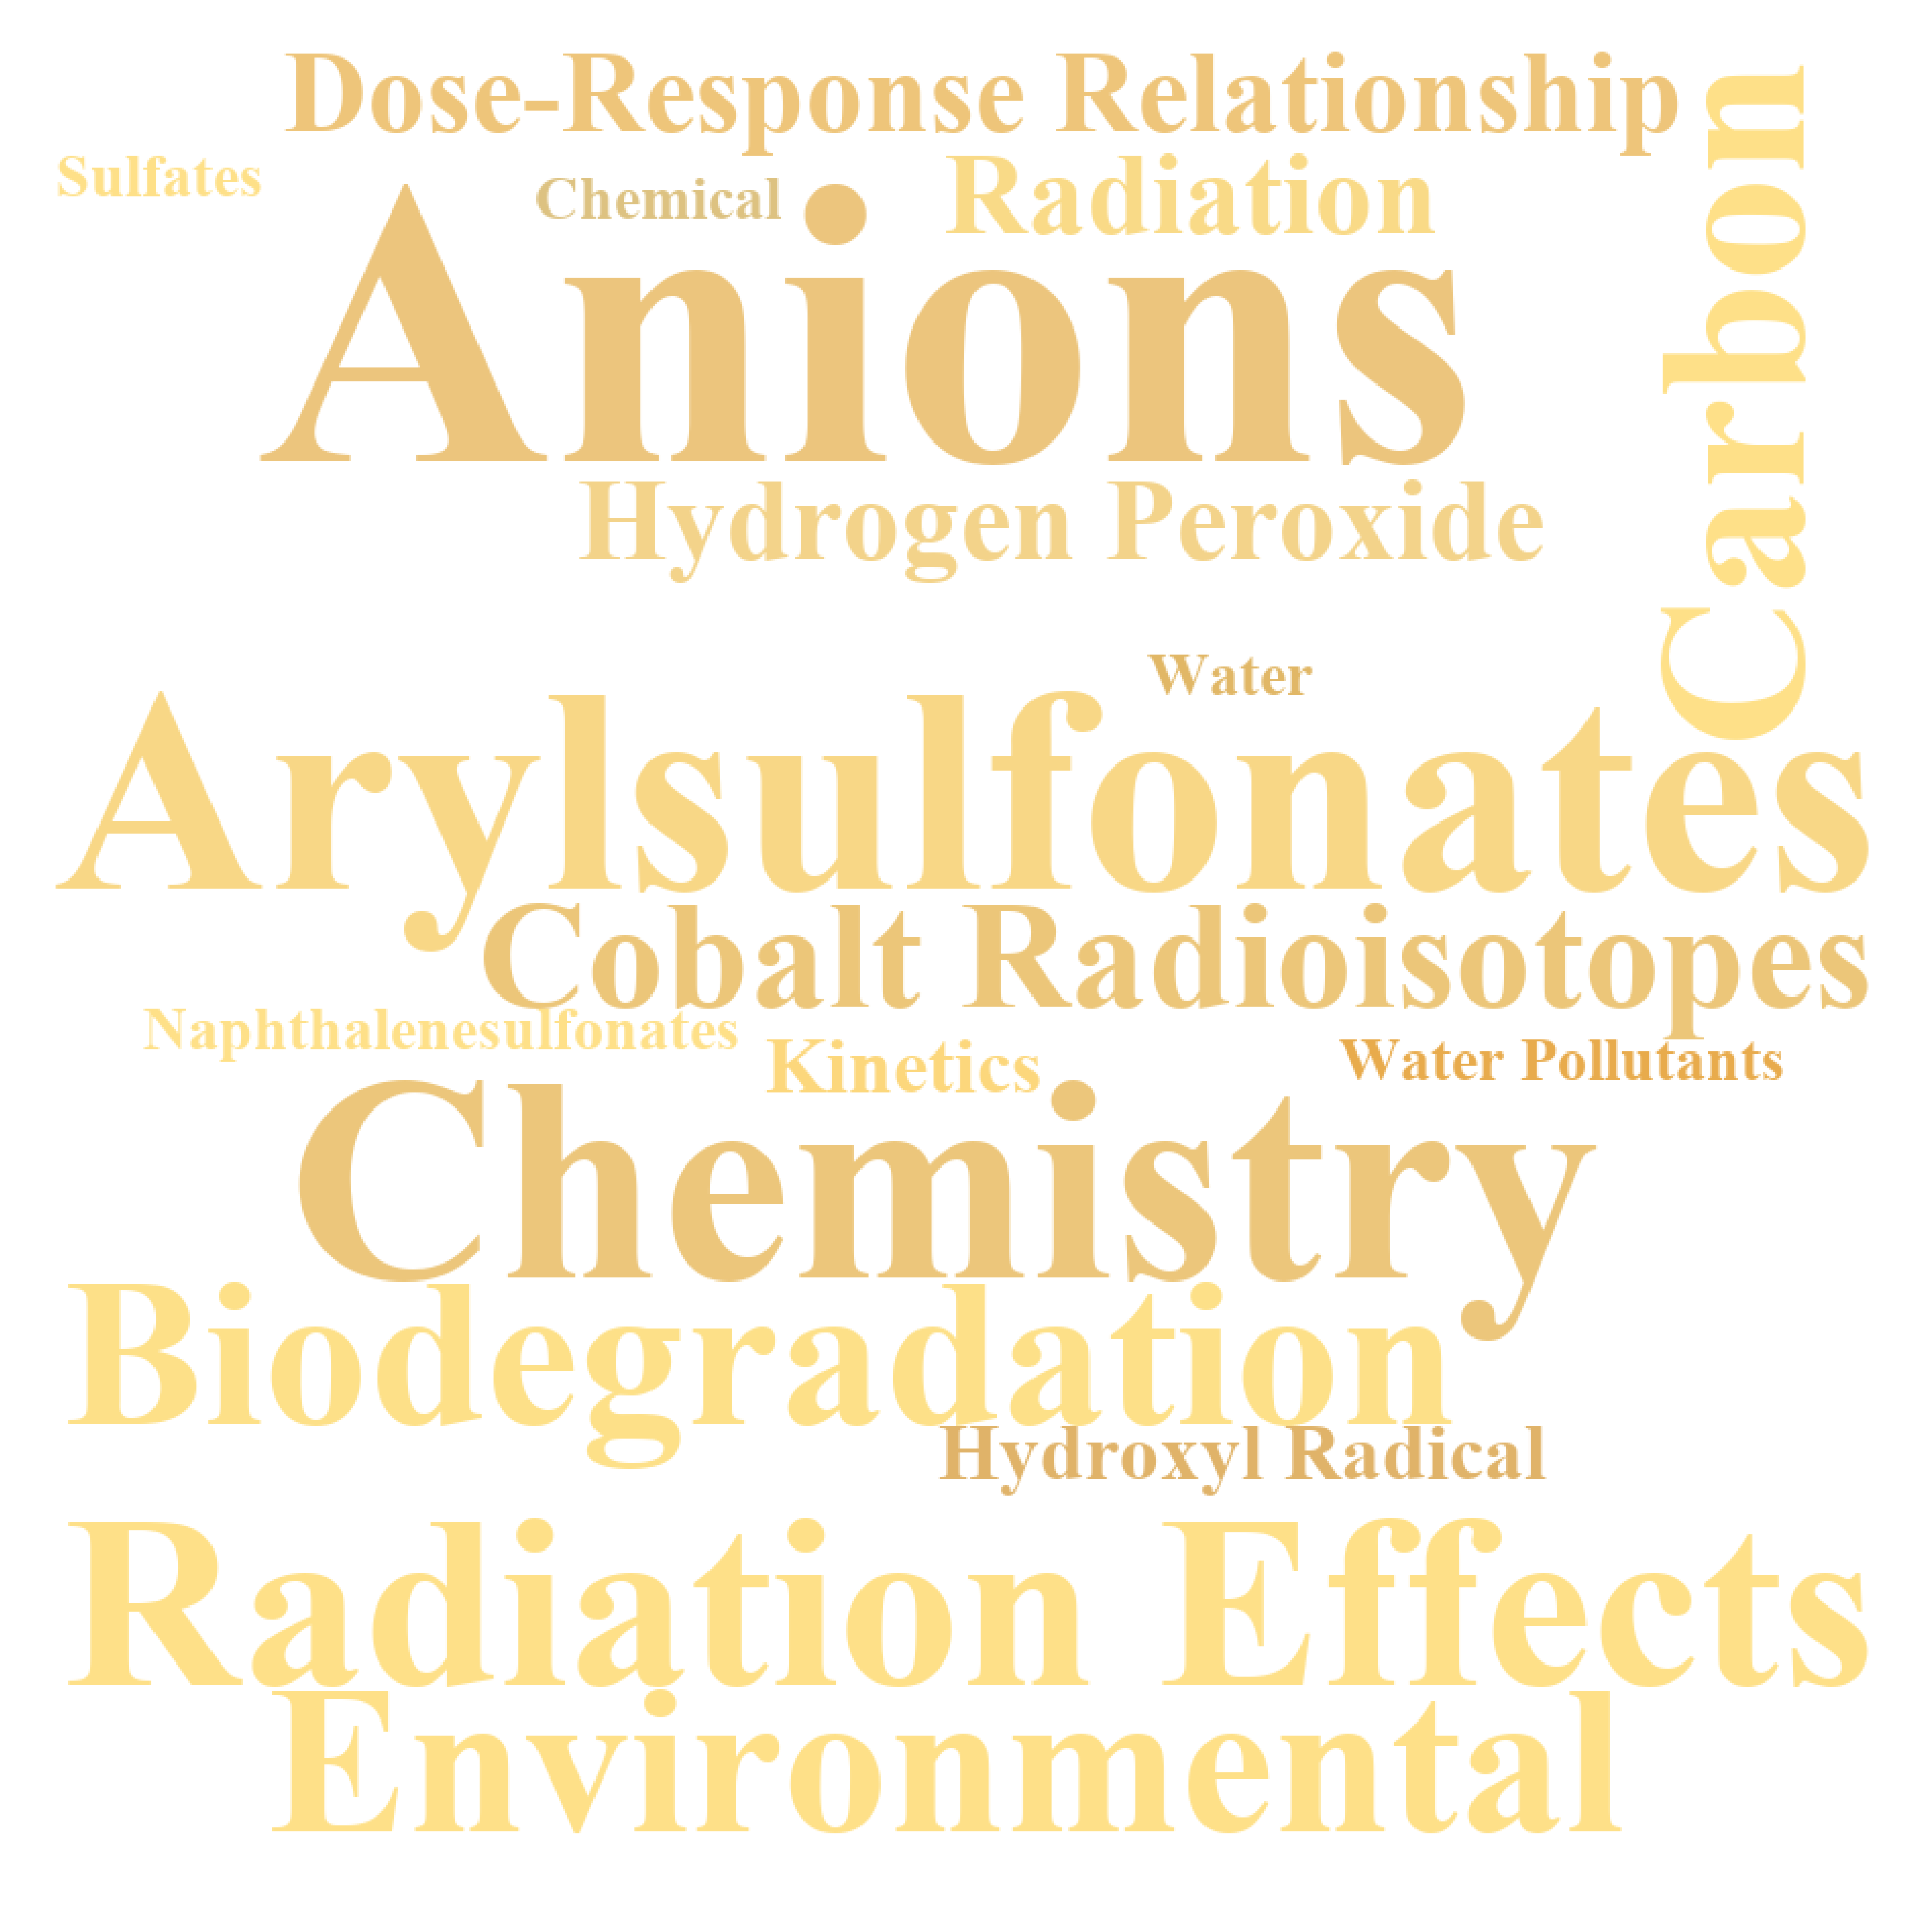 Dose-Response Relationship
Sulfates
Chemical
Radiation
Carbon
Anions
Hydrogen Peroxide
Water
Arylsulfonates
Cobalt Radioisotopes
Naphthalenesulfonates
Kinetics
Water Pollutants
Chemistry
Biodegradation
Hydroxyl Radical
Radiation Effects
Environmental